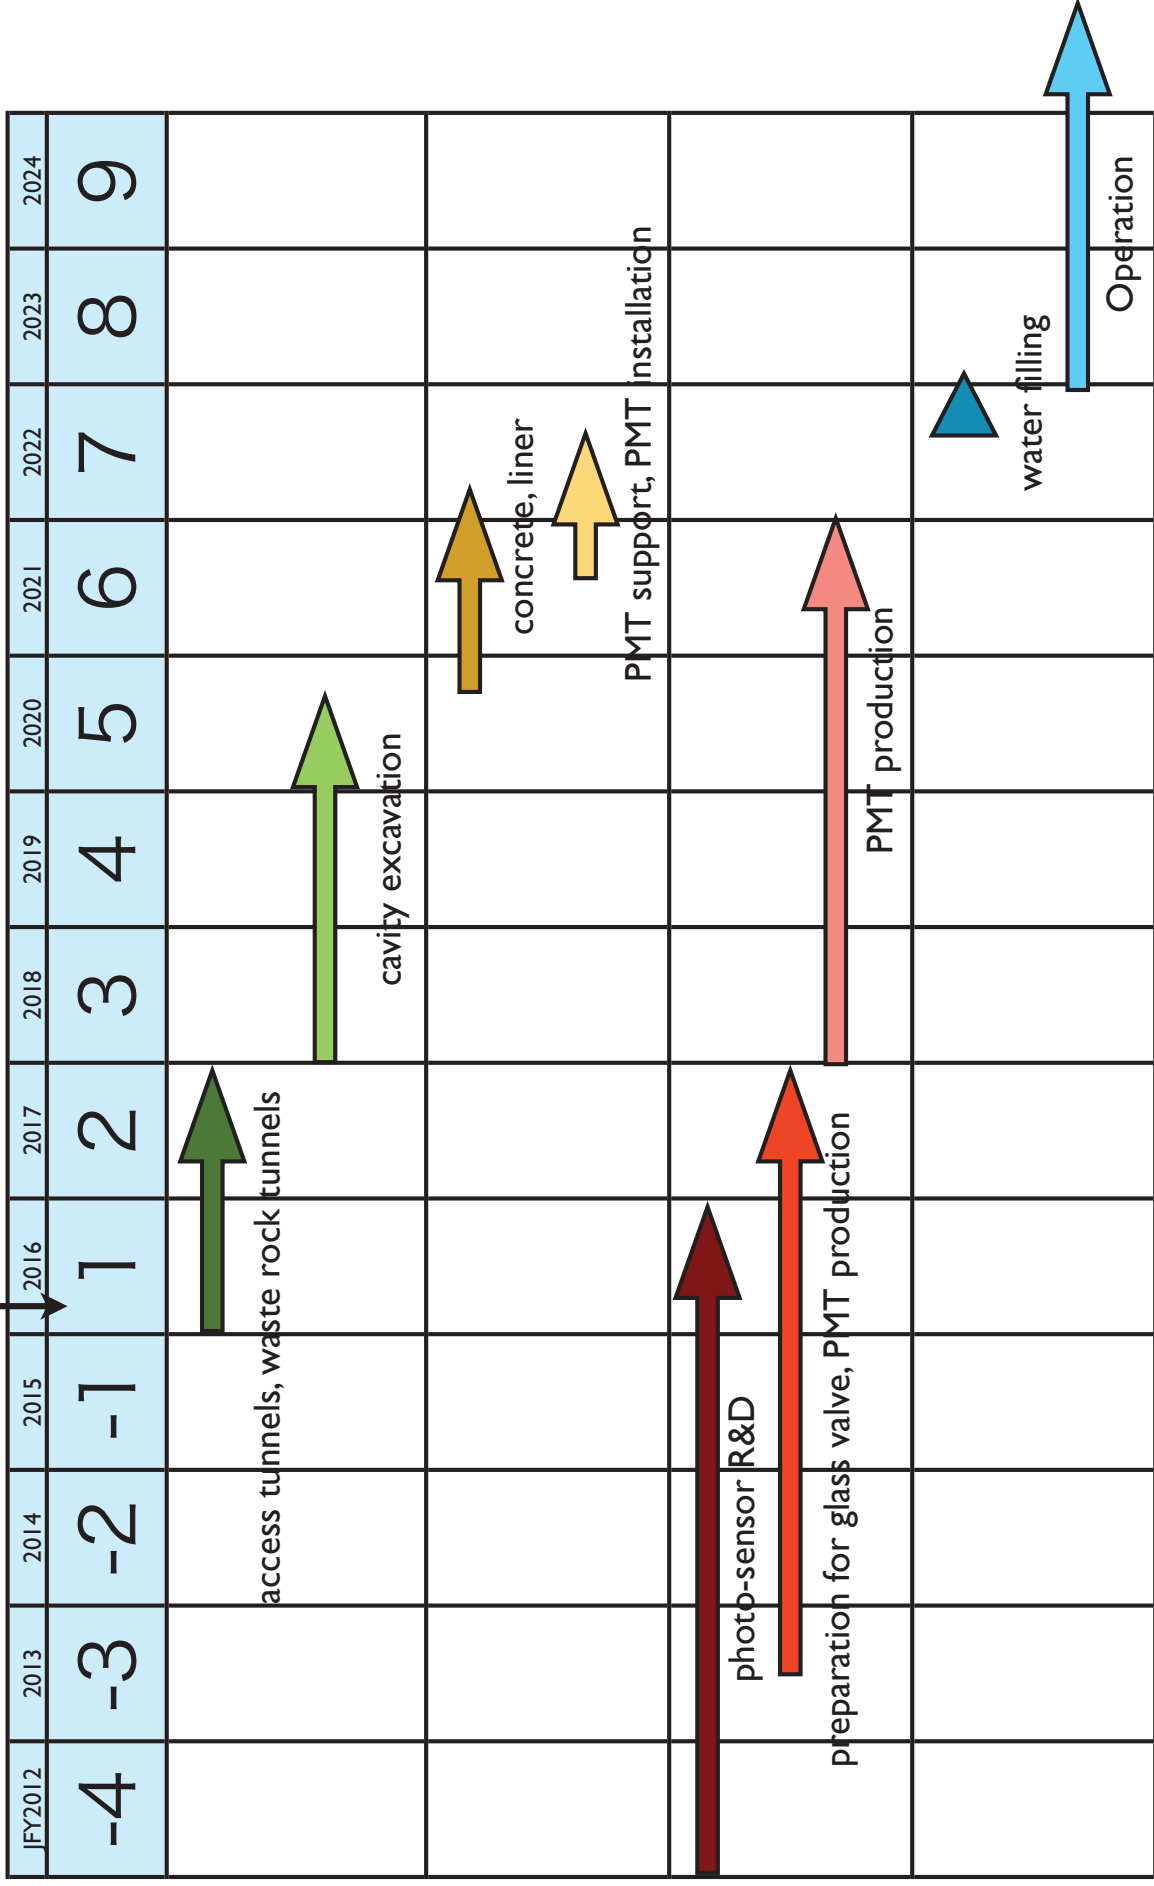 JFY2012 2013 2014 2015 2016 2017 2018 2019 2020 2021 2022 2023 2024
-4 -3 -2 -1 1 2 3 4 5 6 7 8 9
access tunnels, waste rock tunnels
cavity excavation
concrete, liner
PMT support, PMT installation
photo-sensor R&D
preparation for glass valve, PMT production
PMT production
water filling
Operation